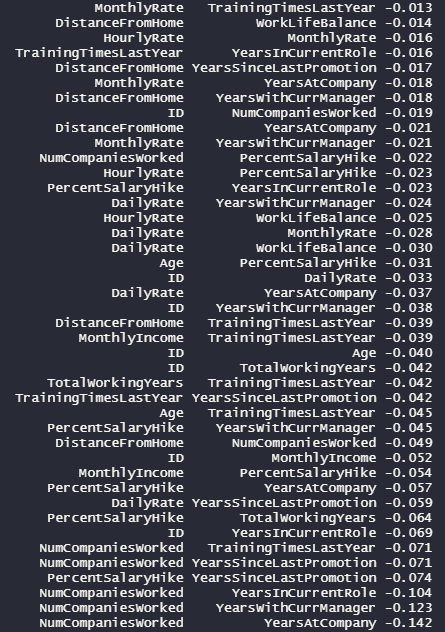 MonthlyRate TrainingTimesLastYear -0.013
DistanceFromHome WorkLifeBalance -0.014
HourlyRate MonthlyRate -0.016
TrainingTimesLastYear YearsInCurrentRole -0.016
DistanceFromHome YearsSinceLastPromotion -0.017
MonthlyRate YearsAtCompany -0.018
DistanceFromHome YearsWithCurrManager -0.018
ID NumCompaniesWorked -0.019
DistanceFromHome YearsAtCompany -0.021
MonthlyRate YearsWithCurrManager -0.021
NumCompaniesWorked PercentSalaryHike -0.022
HourlyRate PercentSalaryHike -0.023
PercentSalaryHike YearsInCurrentRole -0.023
DailyRate YearsWithCurrManager -0.024
HourlyRate WorkLifeBalance -0.025
DailyRate MonthlyRate -0.028
DailyRate WorkLifeBalance -0.030
Age PercentSalaryHike -0.031
ID DailyRate -0.033
DailyRate YearsAtCompany -0.037
ID YearsWithCurrManager -0.038
DistanceFromHome TrainingTimesLastYear -0.039
MonthlyIncome TrainingTimesLastYear -0.039
ID Age -0.040
ID TotalWorkingYears -0.042
TotalWorkingYears TrainingTimesLastYear -0.042
TrainingTimesLastYear YearsSinceLastPromotion -0.042
Age TrainingTimesLastYear -0.045
PercentSalaryHike YearsWithCurrManager -0.045
DistanceFromHome NumCompaniesWorked -0.049
ID MonthlyIncome -0.052
MonthlyIncome PercentSalaryHike -0.054
PercentSalaryHike YearsAtCompany -0.057
DailyRate YearsSinceLastPromotion -0.059
PercentSalaryHike TotalWorkingYears -0.064
ID YearsInCurrentRole -0.069
NumCompaniesWorked TrainingTimesLastYear -0.071
NumCompaniesWorked YearsSinceLastPromotion -0.071
PercentSalaryHike YearsSinceLastPromotion -0.074
NumCompaniesWorked YearsInCurrentRole -0.104
NumCompaniesWorked YearsWithCurrManager -0.123
NumCompaniesWorked YearsAtCompany -0.142